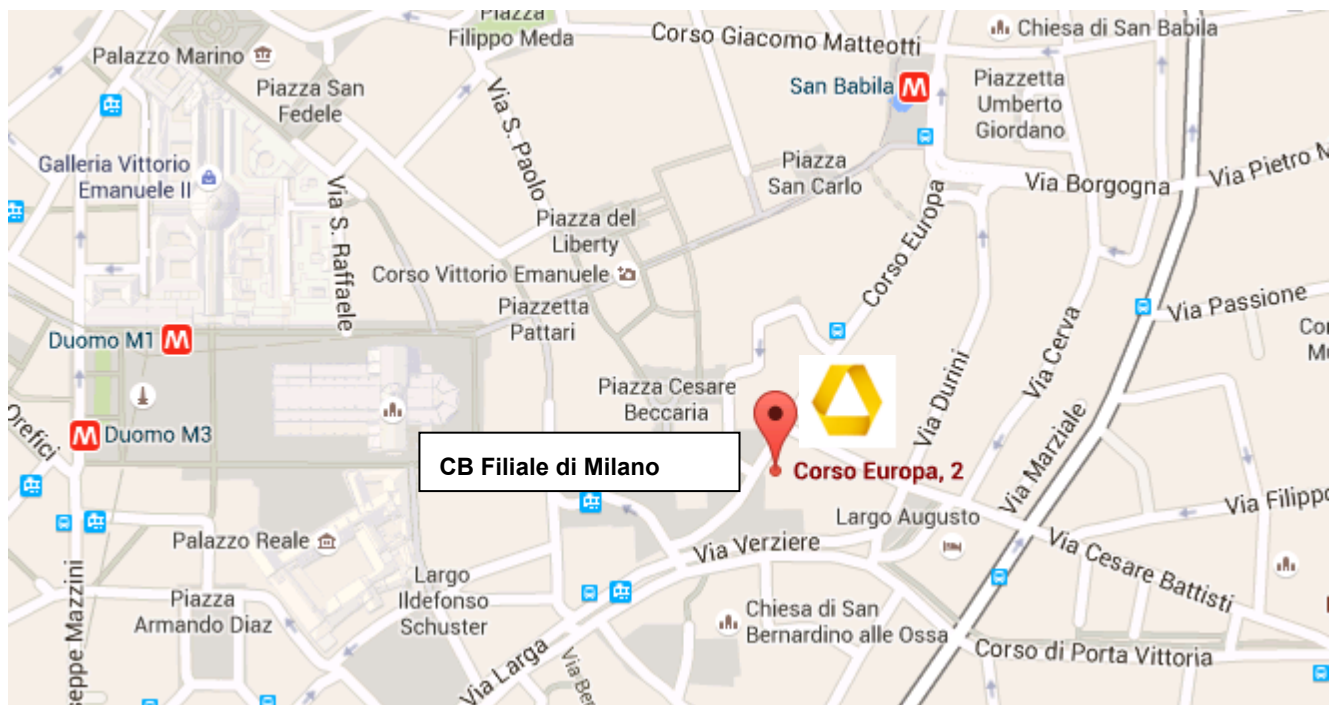 Piazza
Filippo Meda
Corso Giacomo Matteotti
Chiesa di San Babila
Palazzo Marino
Piazza San
Fedele
San Babila
M
Piazzetta
Umberto
Giordano
Via S. Paolo
Galleria Vittorio
Emanuele II
Piazza
San Carlo
Via Borgogna
Via Pietro M
Via S. Raffaele
Piazza del
Liberty
Corso Europa
Corso Vittorio Emanuele
Piazzetta
Pattari
Via Passione
Co
Mu
Duomo M1
M
Via Cerva
Via Durini
Piazza Cesare
Beccaria
Orefici
M
Duomo M3
CB Filiale di Milano
Corso Europa, 2
Via Marziale
Via Filippo
Largo Augusto
Palazzo Reale
Via Verziere
Via Cesare Battisti
Largo
Ildefonso
Schuster
Piazza
Armando Diaz
seppe Mazzini
Chiesa di San
Bernardino alle Ossa
Corso di Porta Vittoria
Via Larga
Via Be